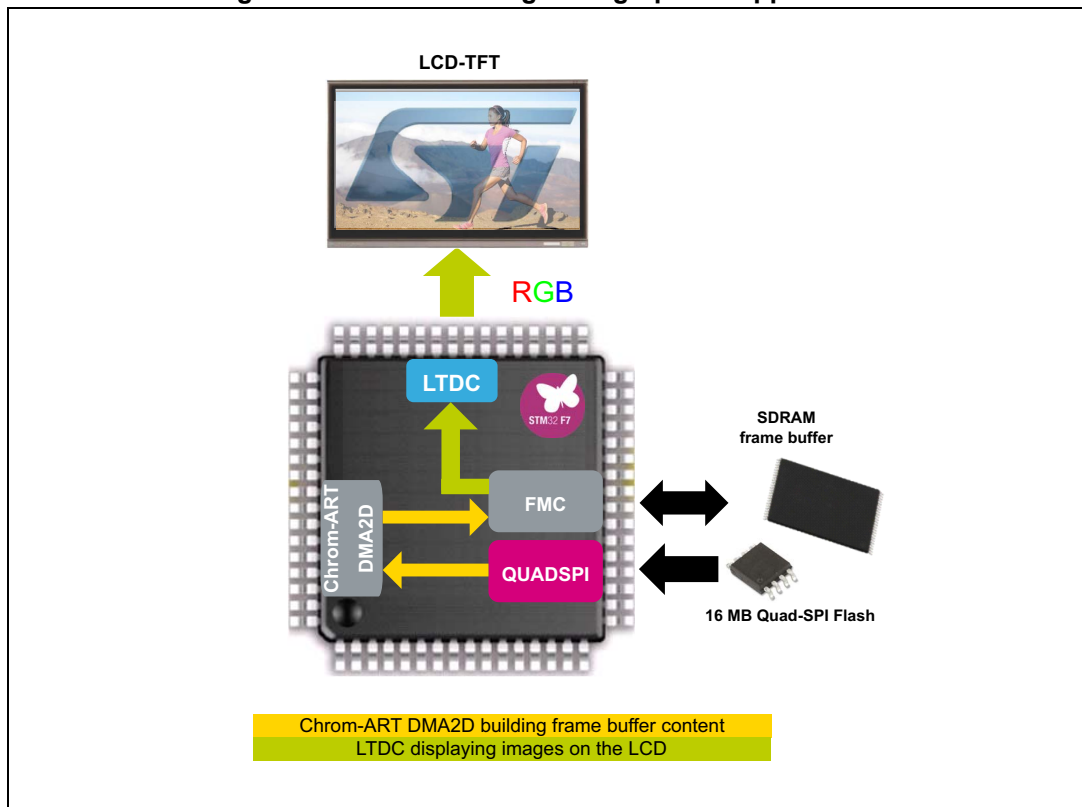 LCD-TFT
RGB
LTDC
STM32 F7
SDRAM
frame buffer
Chrom-ART
DMA2D
FMC
QUADSPI
16 MB Quad-SPI Flash
Chrom-ART DMA2D building frame buffer content
LTDC displaying images on the LCD